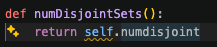 def numDisjointSets():
    return self.numdisjoint